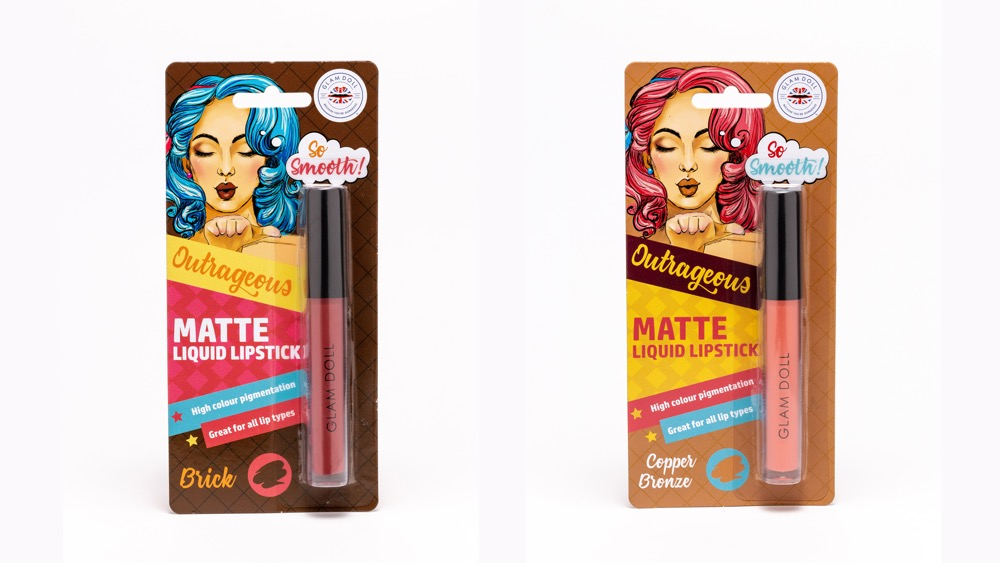 GLAM DOLL
So
Smooth!
Outrageous
MATTE
LIQUID LIPSTICK
High colour pigmentation
Great for all lip types
Brick
GLAM DOLL
GLAM DOLL
So
Smooth!
Outrageous
MATTE
LIQUID LIPSTICK
High colour pigmentation
Great for all lip types
Copper
Bronze
GLAM DOLL